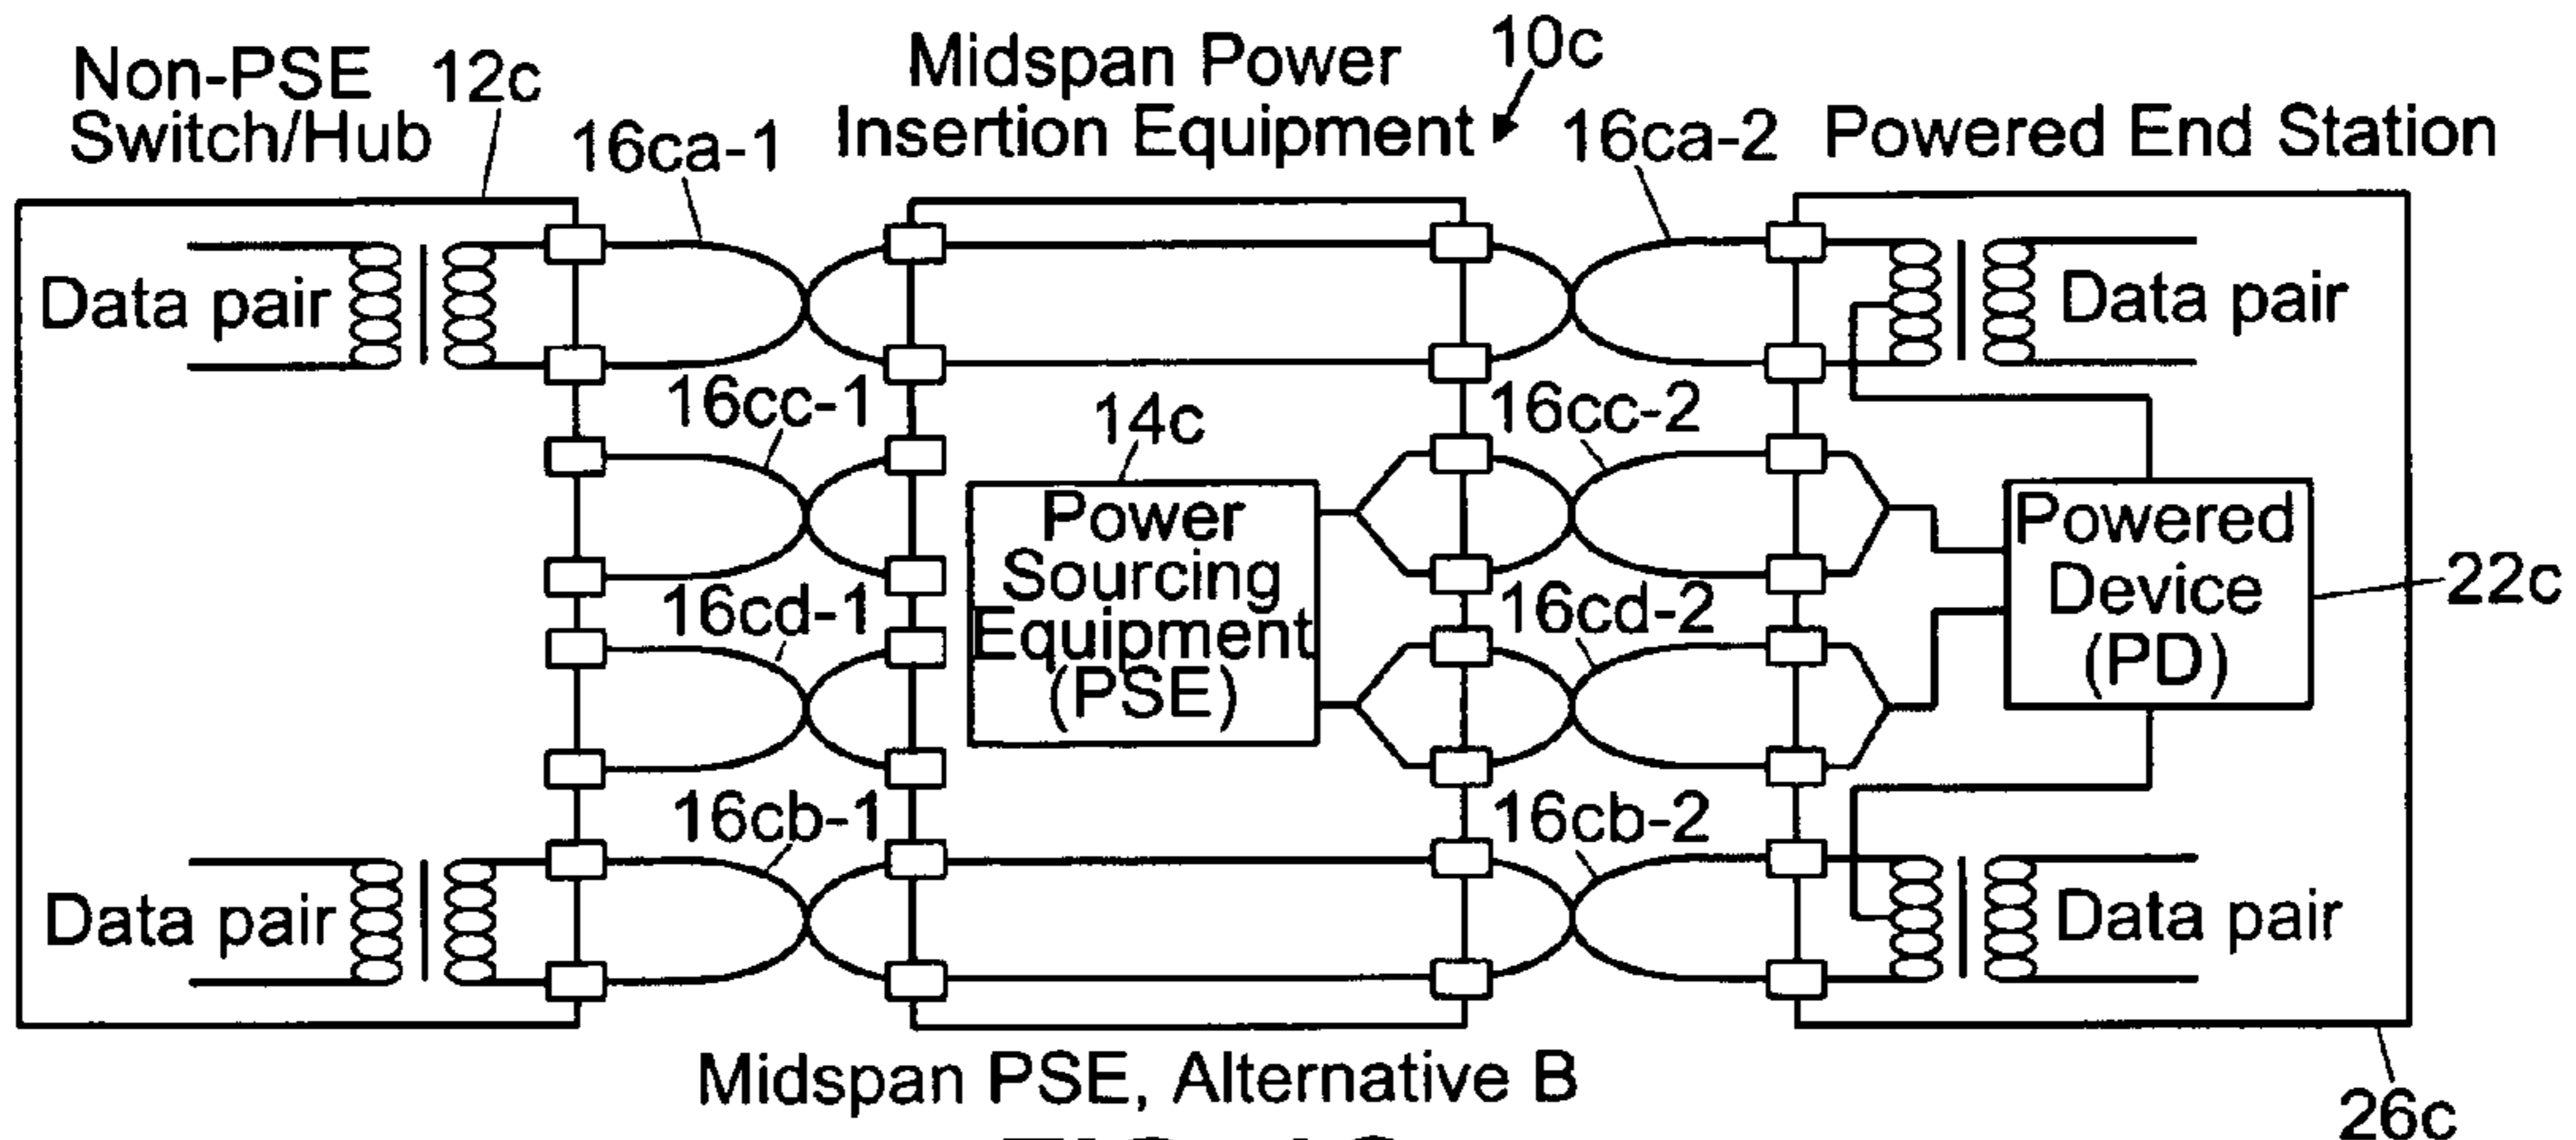 Non-PSE
Switch/Hub
12c
16ca-1
Midspan Power
Insertion Equipment
10c
16ca-2
Powered End Station
Data pair
Data pair
16cc-1
14c
16cc-2
Power
Sourcing
Equipment
(PSE)
Powered
Device
(PD)
22c
16cd-1
16cd-2
16cb-1
16cb-2
Data pair
Data pair
Midspan PSE, Alternative B
26c